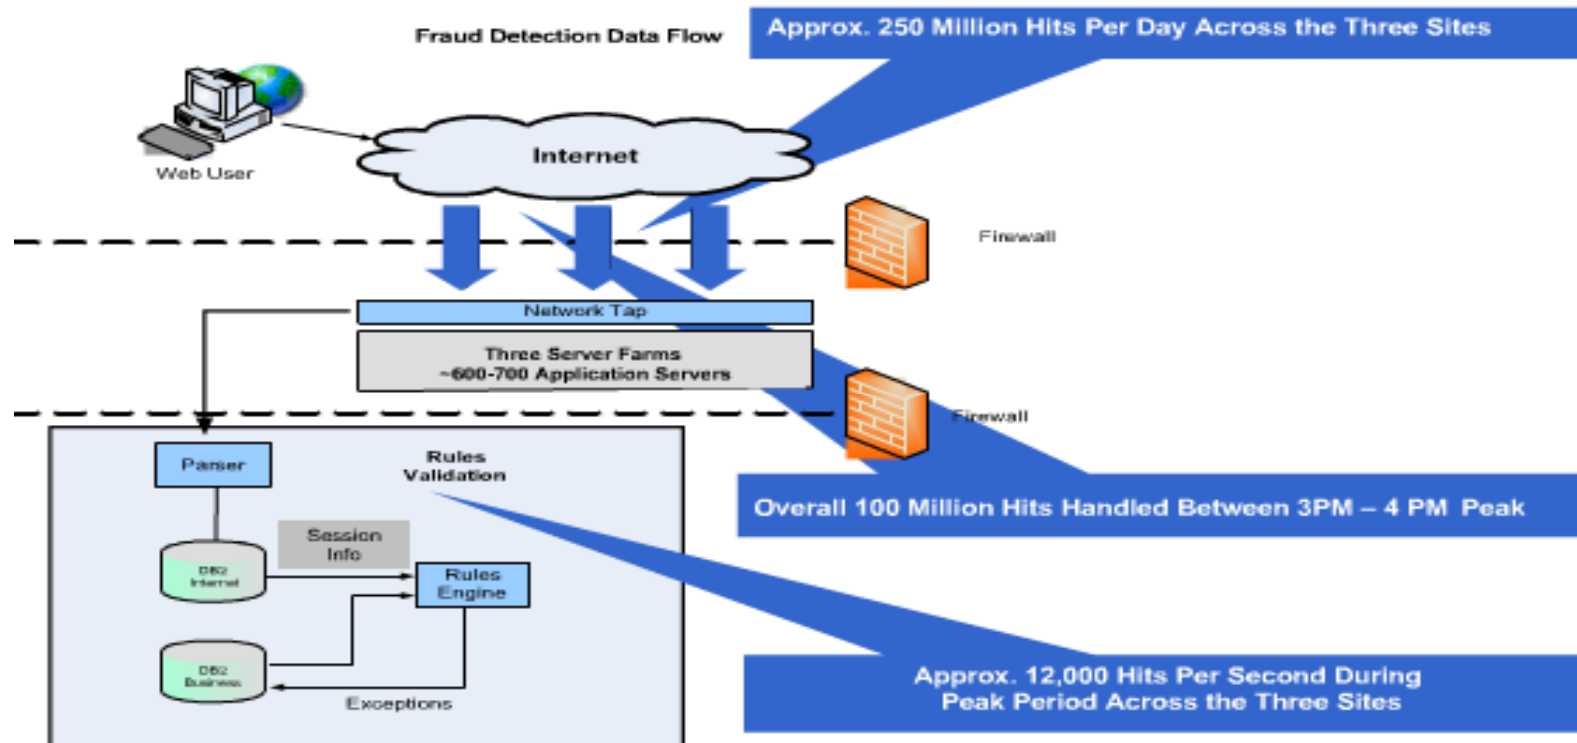 Fraud Detection Data Flow
Approx. 250 Million Hits Per Day Across the Three Sites
Web User
Internet
Firewall
Network Tap
Three Server Farms
~600-700 Application Servers
Firewall
Parser
Rules
Validation
Overall 100 Million Hits Handled Between 3PM – 4 PM Peak
Session
Info
DB2
Internet
Rules
Engine
DB2
Business
Exceptions
Approx. 12,000 Hits Per Second During
Peak Period Across the Three Sites